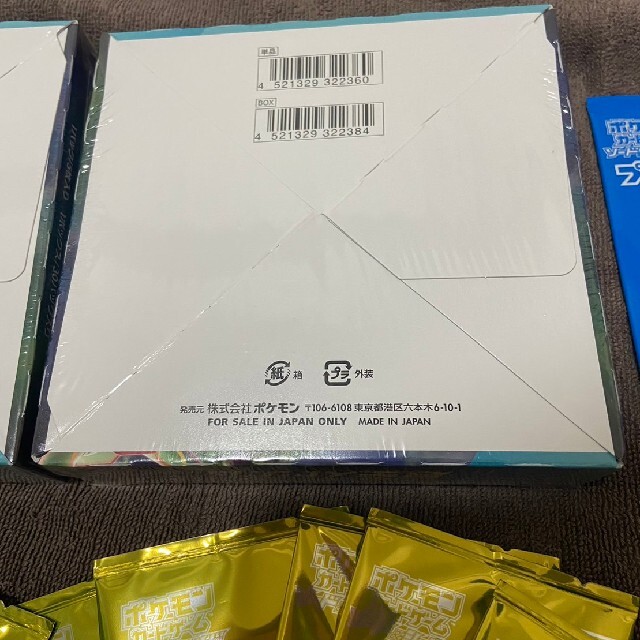 単品
4 521329 322360
BOX
4 521329 322384
紙 箱 プラ 外装
発売元 株式会社ポケモン 〒106-6108 東京都港区六本木6-10-1
FOR SALE IN JAPAN ONLY MADE IN JAPAN
ポケモン
カードゲーム